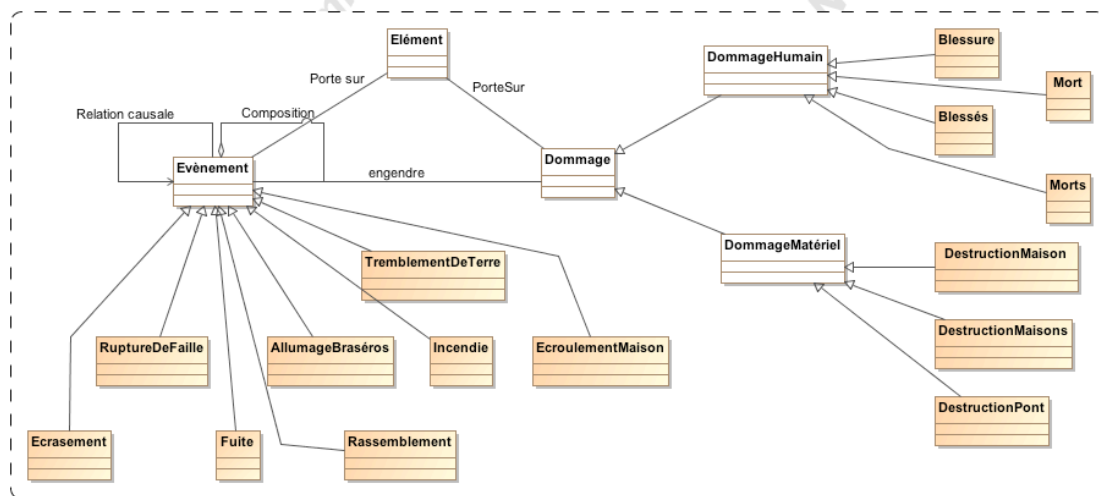 Elément
DommageHumain
Blessure
Mort
Porte sur
PorteSur
Relation causale
Composition
Blessés
Evènement
engendre
Dommage
Morts
TremblementDeTerre
DommageMatériel
DestructionMaison
RuptureDeFaille
AllumageBraséros
Incendie
EcroulementMaison
DestructionMaisons
DestructionPont
Ecrasement
Fuite
Rassemblement